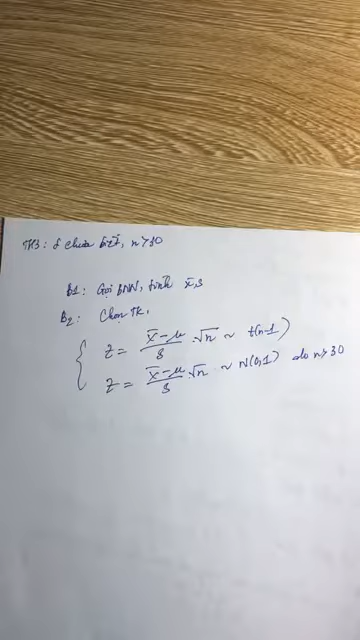 TH3: δ chưa biết, n > 30
B1: Gọi BNN, tính x̄, s
B2: Chọn TK,
Z = (x̄ - μ)/s √n ~ t(n-1)
Z = (x̄ - μ)/s √n ~ N(0,1) do n > 30